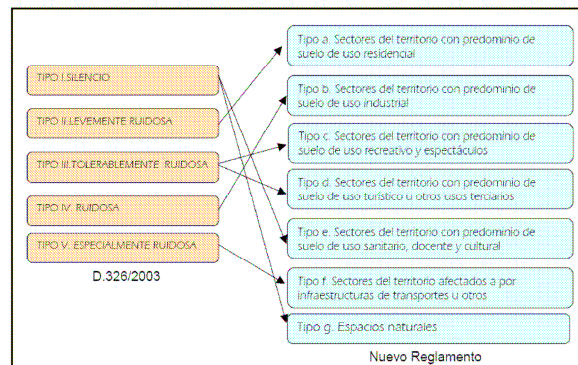 TIPO I.SILENCIO
TIPO II.LEVEMENTE RUIDOSA
TIPO III.TOLERABLEMENTE RUIDOSA
TIPO IV. RUIDOSA
TIPO V. ESPECIALMENTE RUIDOSA
D.326/2003
Tipo a. Sectores del territorio con predominio de
suelo de uso residencial
Tipo b. Sectores del territorio con predominio de
suelo de uso industrial
Tipo c. Sectores del territorio con predominio de
suelo de uso recreativo y espectáculos
Tipo d. Sectores del territorio con predominio de
suelo de uso turístico u otros usos terciarios
Tipo e. Sectores del territorio con predominio de
suelo de uso sanitario, docente y cultural
Tipo f. Sectores del territorio afectados a por
infraestructuras de transportes u otros
Tipo g. Espacios naturales
Nuevo Reglamento